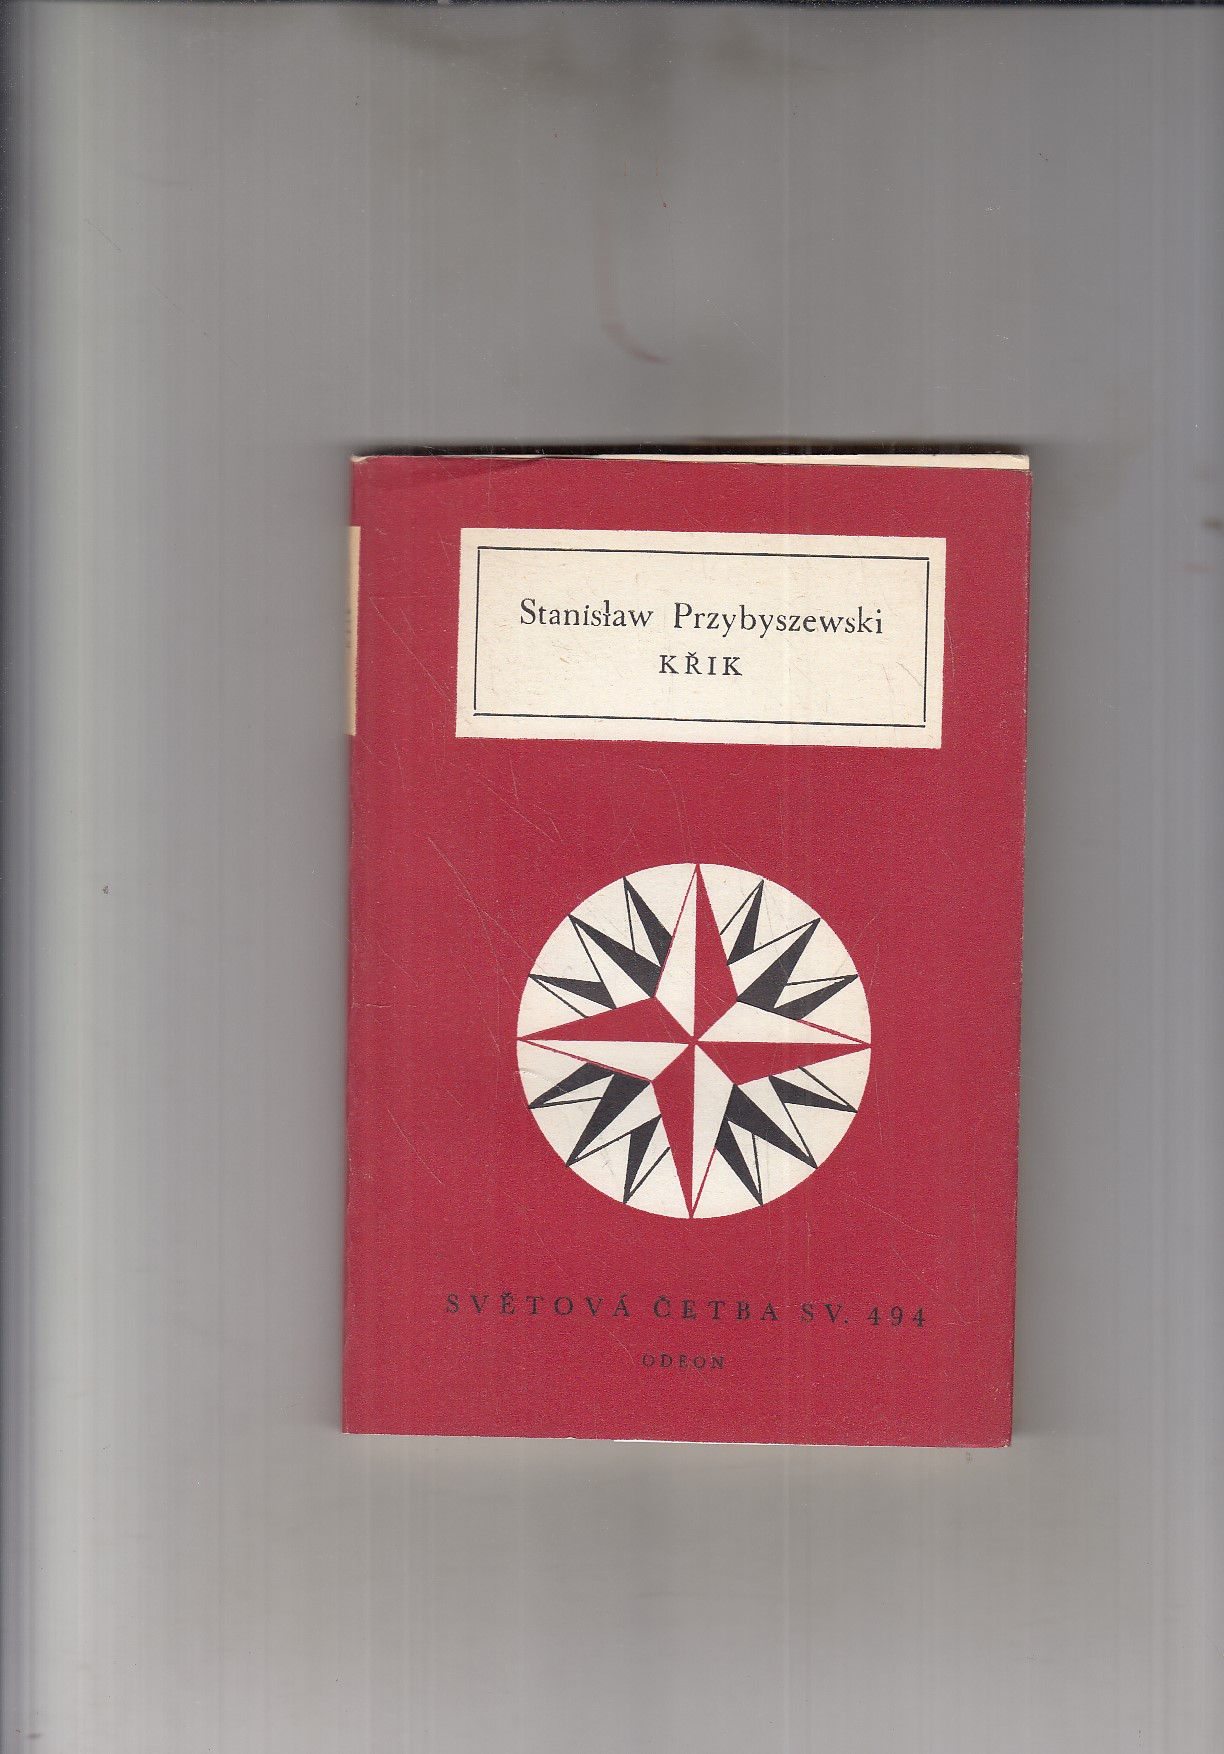 Stanisław Przybyszewski
KŘIK
SVĚTOVÁ ČETBA SV. 494
ODEON